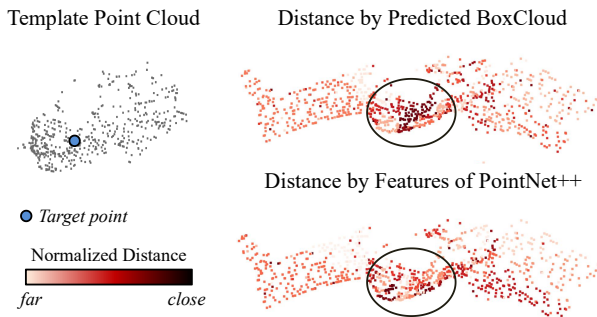 Template Point Cloud
Distance by Predicted BoxCloud
Distance by Features of PointNet++
Target point
Normalized Distance
far close